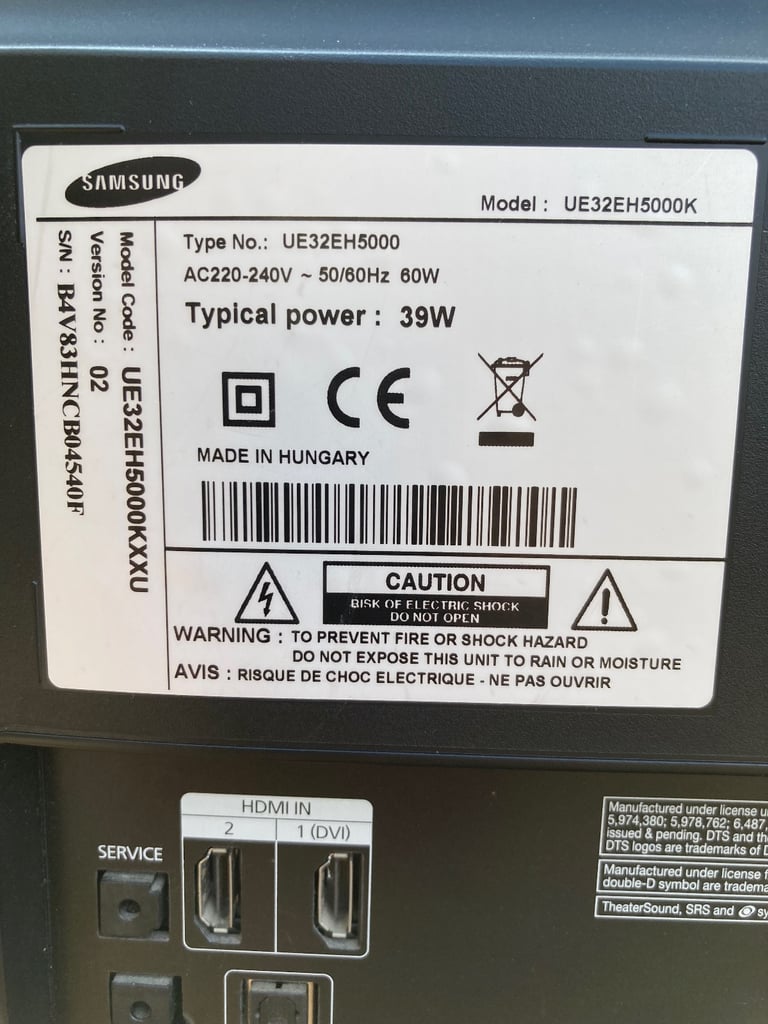 SAMSUNG
Model : UE32EH5000K
Model Code : UE32EH5000KXXU
Version No : 02
S/N : B4V83HNCB04540F
Type No.: UE32EH5000
AC220-240V ~ 50/60Hz 60W
Typical power : 39W
CE
MADE IN HUNGARY
CAUTION
RISK OF ELECTRIC SHOCK
DO NOT OPEN
WARNING : TO PREVENT FIRE OR SHOCK HAZARD
DO NOT EXPOSE THIS UNIT TO RAIN OR MOISTURE
AVIS : RISQUE DE CHOC ELECTRIQUE - NE PAS OUVRIR
HDMI IN
2 1 (DVI)
SERVICE
Manufactured under license
5,974,380; 5,978,762; 6,487,
issued & pending. DTS and
DTS logos are trademarks of
Manufactured under license
double-D symbol are
TheaterSound, SRS and